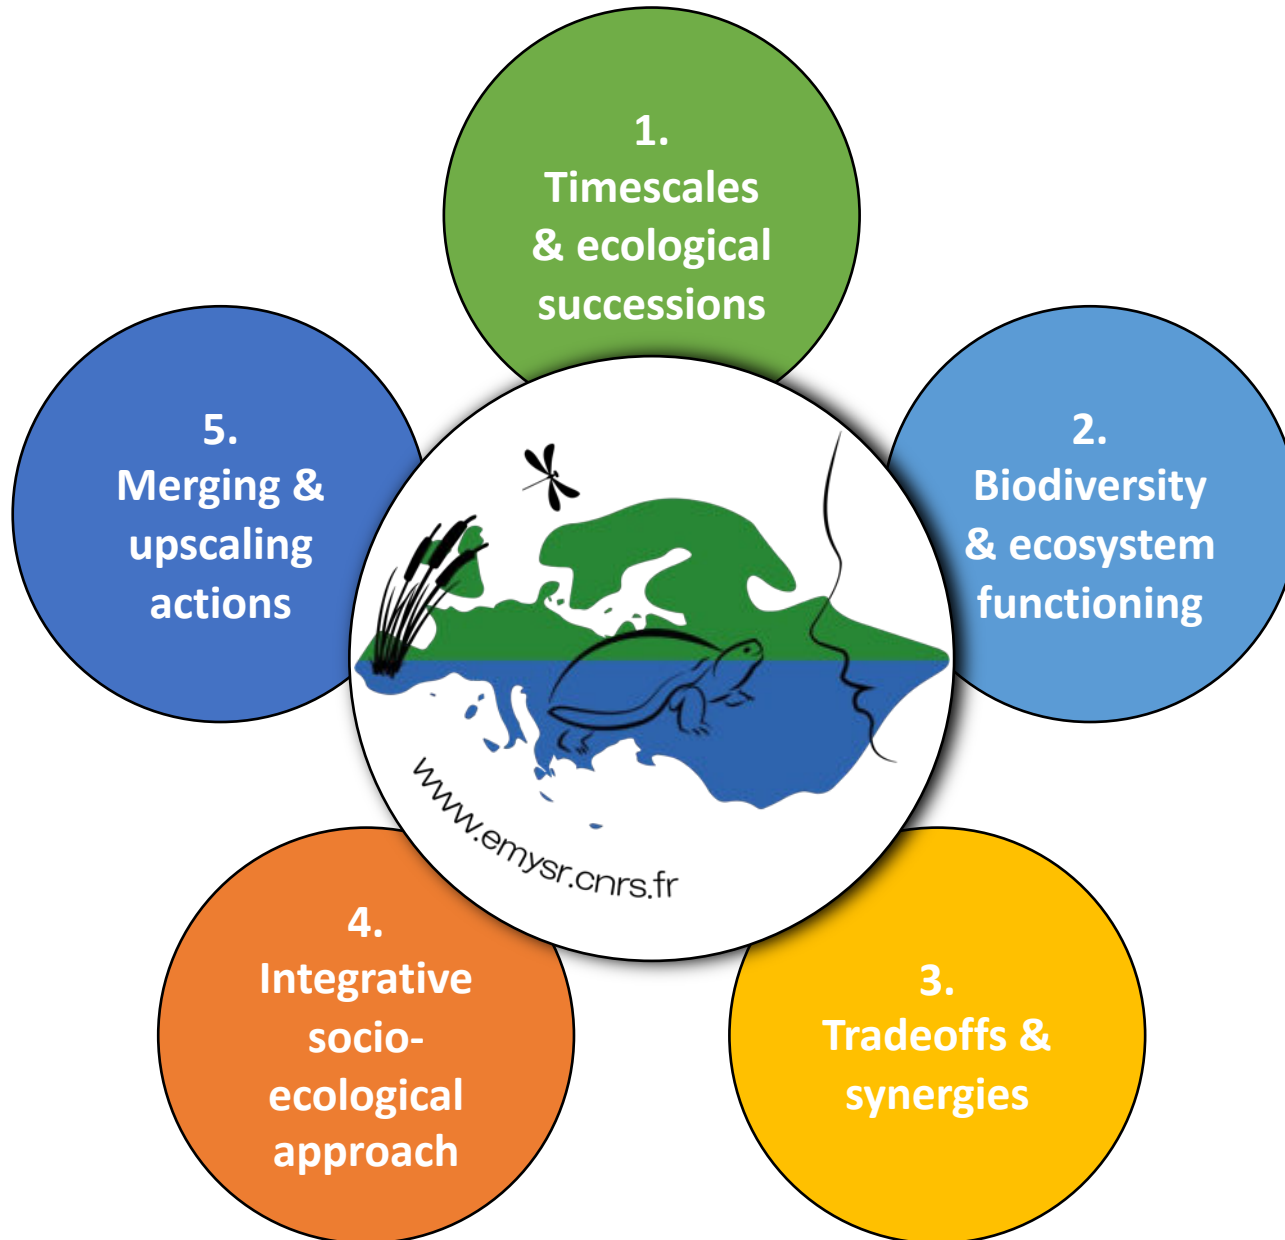 1.
Timescales
& ecological
successions
2.
Biodiversity
& ecosystem
functioning
3.
Tradeoffs &
synergies
4.
Integrative
socio-
ecological
approach
5.
Merging &
upscaling
actions
www.emysr.cnrs.fr